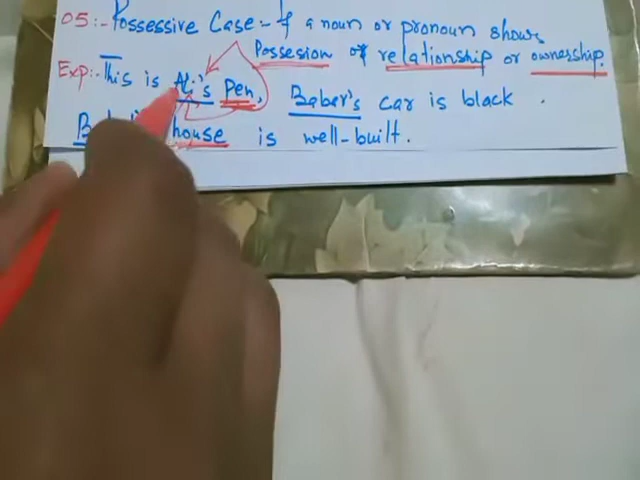 05:- Possessive Case:- If a noun or pronoun shows
Possesion of relationship or ownership.
Exp:- This is Ali's Pen, Baber's car is black.
house is well-built.